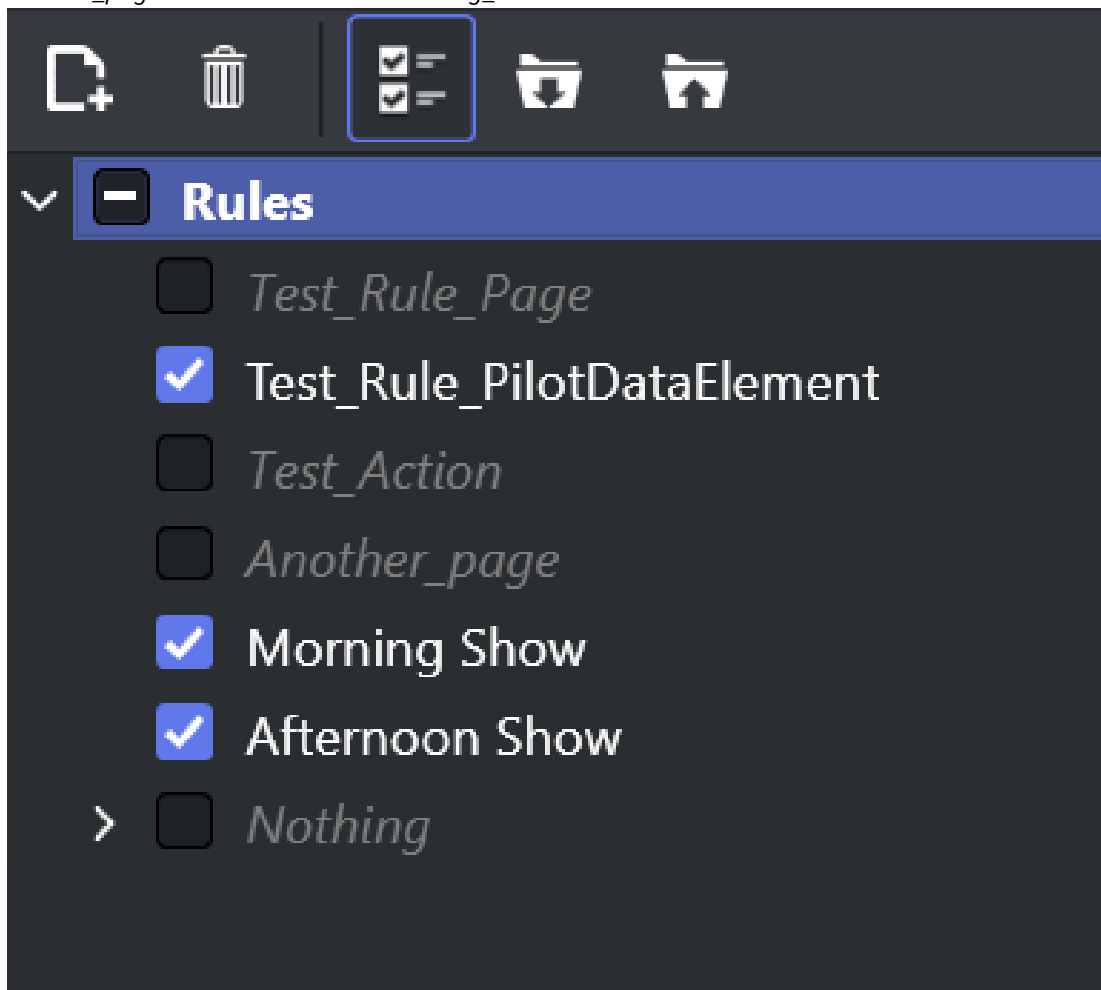 Rules
Test_Rule_Page
Test_Rule_PilotDataElement
Test_Action
Another_page
Morning Show
Afternoon Show
Nothing